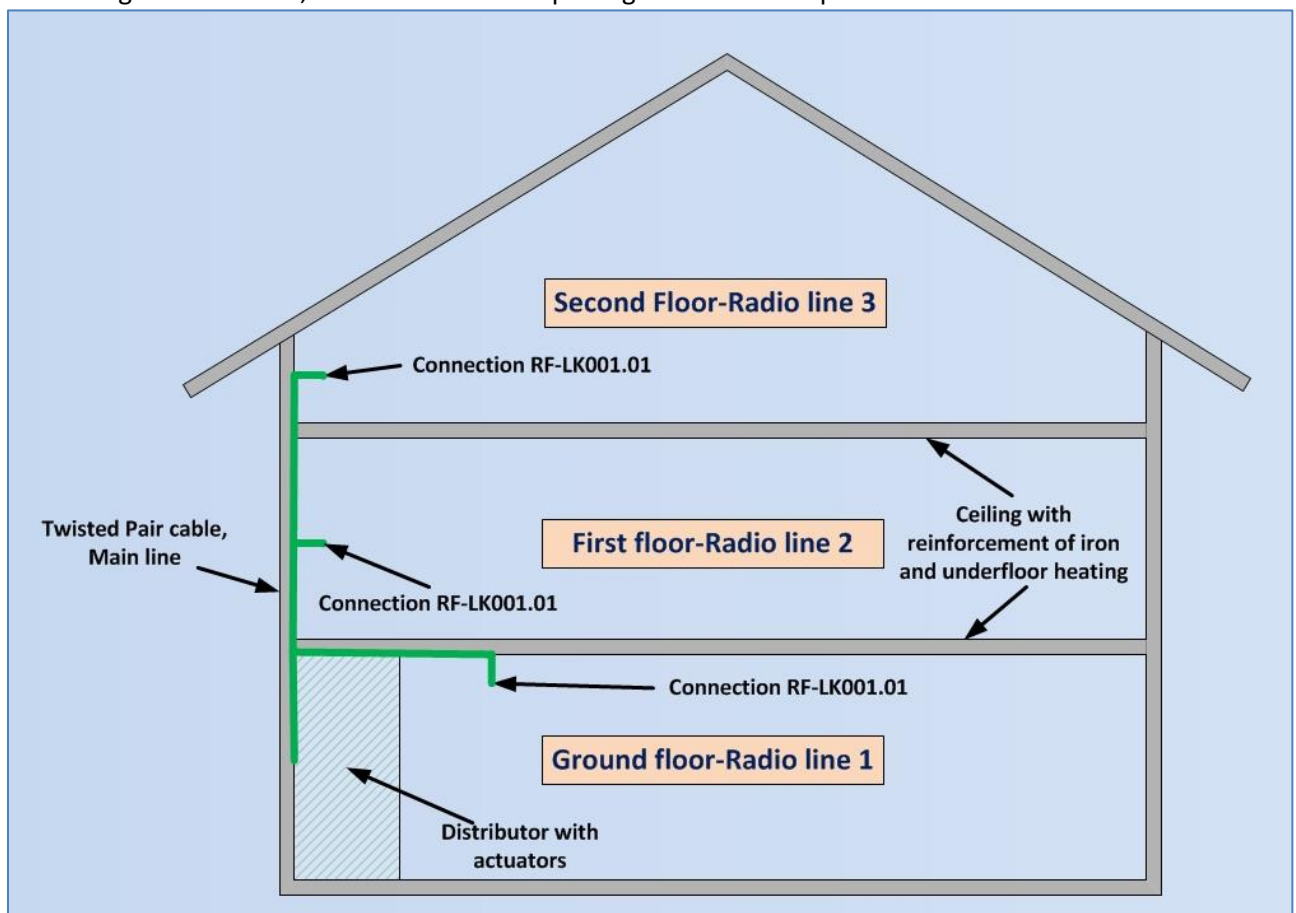 Second Floor-Radio line 3
Connection RF-LK001.01
Twisted Pair cable,
Main line
First floor-Radio line 2
Ceiling with
reinforcement of iron
and underfloor heating
Connection RF-LK001.01
Connection RF-LK001.01
Ground floor-Radio line 1
Distributor with
actuators